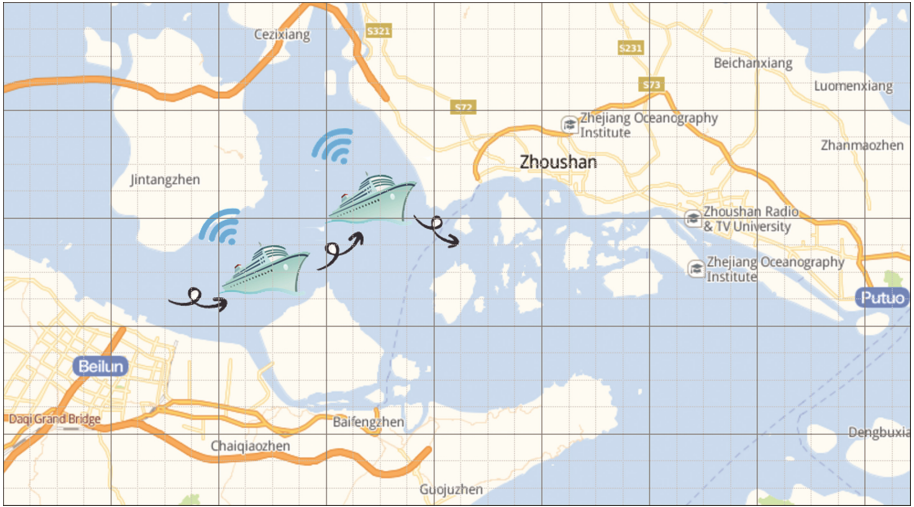 Cezixiang
S321
S231
Beichanxiang
S73
Luomenxiang
S72
Zhejiang Oceanography
Institute
Zhanmaozhen
Zhoushan
Jintangzhen
Zhoushan Radio
& TV University
Zhejiang Oceanography
Institute
Putuo
Beilun
Daqi Grand Bridge
Baifengzhen
Chaiqiaozhen
Dengbuxia
Guojuzhen